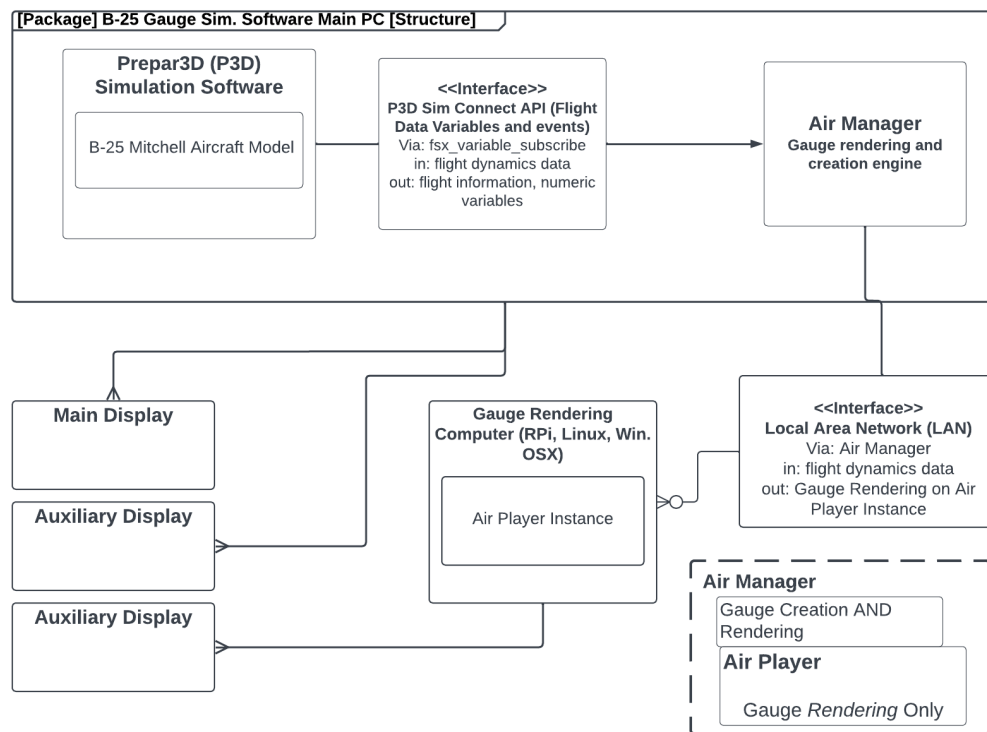 [Package] B-25 Gauge Sim. Software Main PC [Structure]
Prepar3D (P3D)
Simulation Software
B-25 Mitchell Aircraft Model
<<Interface>>
P3D Sim Connect API (Flight
Data Variables and events)
Via: fsx_variable_subscribe
in: flight dynamics data
out: flight information, numeric
variables
Air Manager
Gauge rendering and
creation engine
Main Display
Auxiliary Display
Auxiliary Display
Gauge Rendering
Computer (RPi, Linux, Win.
OSX)
Air Player Instance
<<Interface>>
Local Area Network (LAN)
Via: Air Manager
in: flight dynamics data
out: Gauge Rendering on Air
Player Instance
Air Manager
Gauge Creation AND
Rendering
Air Player
Gauge Rendering Only